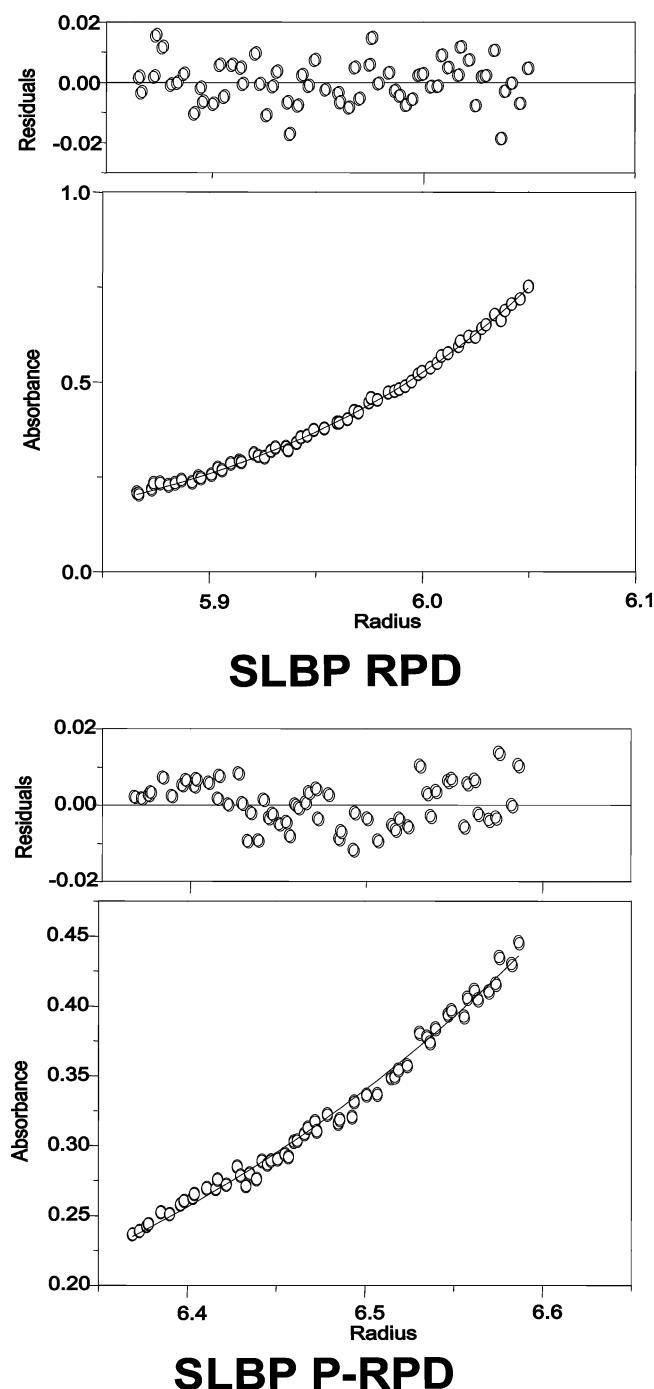 0.02
0.00
-0.02
Residuals
1.0
0.5
0.0
Absorbance
5.9 6.0 6.1
Radius
SLBP RPD
0.02
0.00
-0.02
Residuals
0.45
0.40
0.35
0.30
0.25
0.20
Absorbance
6.4 6.5 6.6
Radius
SLBP P-RPD